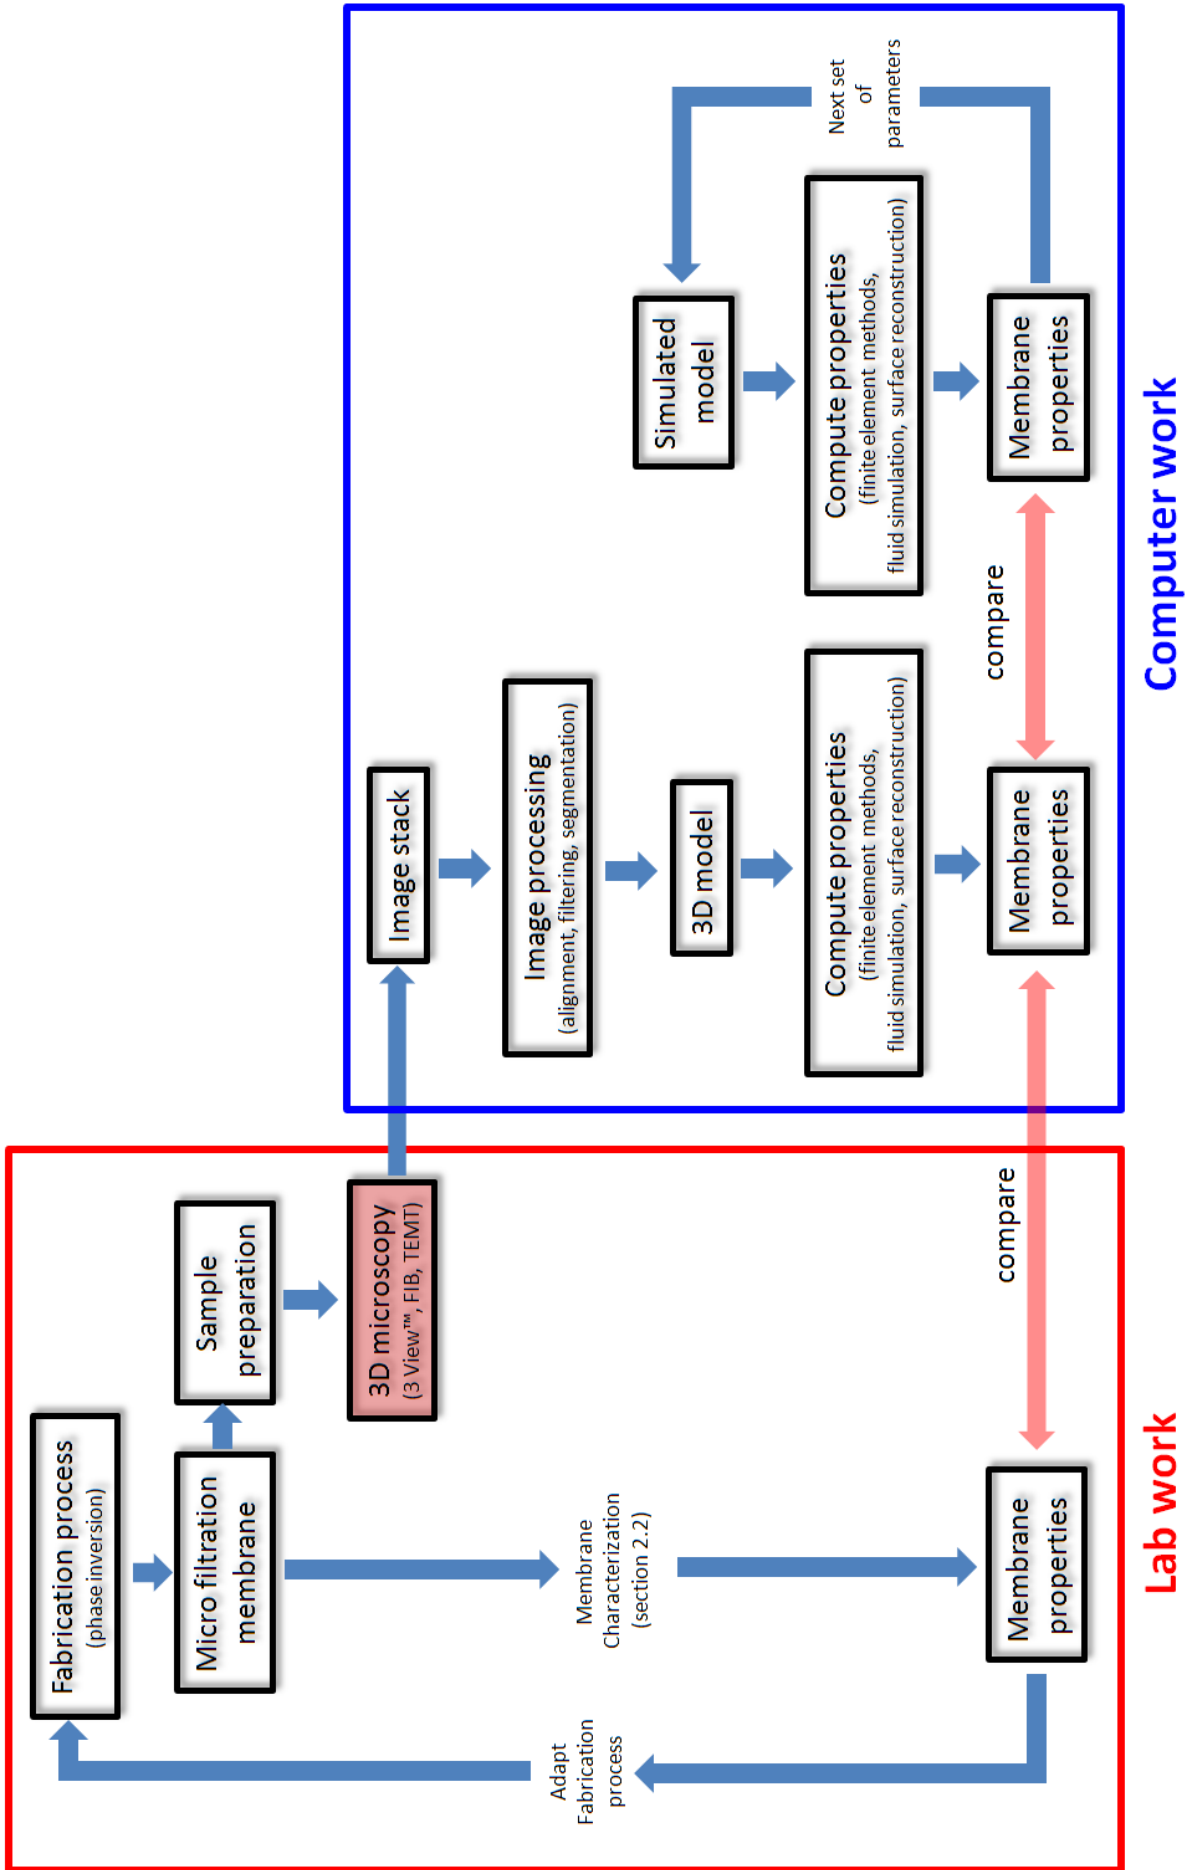 Fabrication process
(phase inversion)
Micro filtration
membrane
Sample
preparation
3D microscopy
(3 View™, FIB, TEMT)
Adapt
Fabrication
process
Membrane
Characterization
(section 2.2)
Membrane
properties
compare
Lab work
Image stack
Image processing
(alignment, filtering, segmentation)
3D model
Compute properties
(finite element methods,
fluid simulation, surface reconstruction)
Membrane
properties
compare
Simulated
model
Compute properties
(finite element methods,
fluid simulation, surface reconstruction)
Membrane
properties
Next set
of
parameters
Computer work